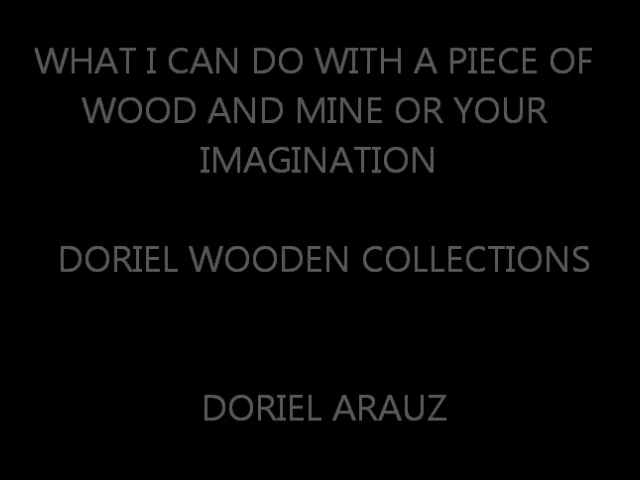 WHAT I CAN DO WITH A PIECE OF
WOOD AND MINE OR YOUR
IMAGINATION
DORIEL WOODEN COLLECTIONS
DORIEL ARAUZ